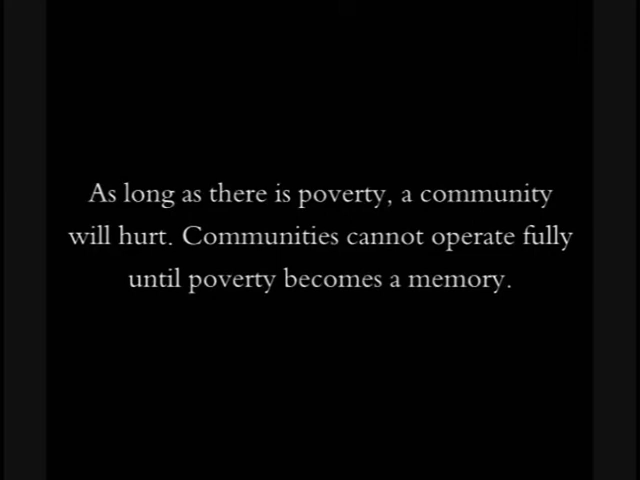 As long as there is poverty, a community
will hurt. Communities cannot operate fully
until poverty becomes a memory.